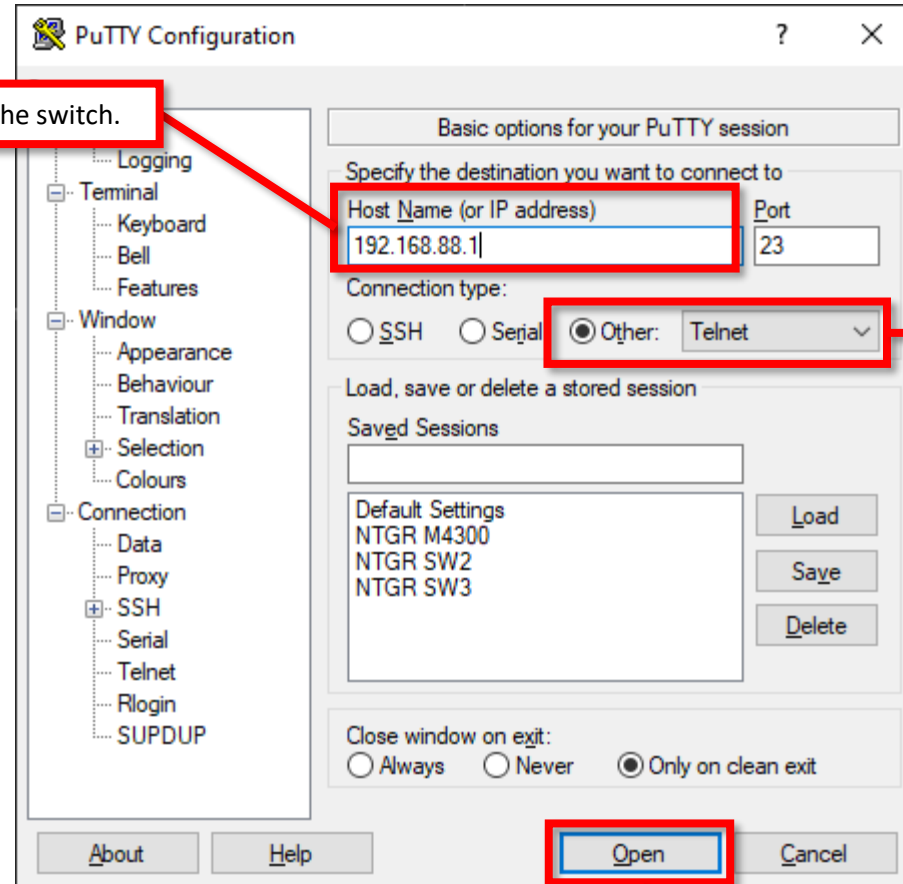 PuTTY Configuration
?
he switch.
Logging
Terminal
Keyboard
Bell
Features
Window
Appearance
Behaviour
Translation
Selection
Colours
Connection
Data
Proxy
SSH
Serial
Telnet
Rlogin
SUPDUP
Basic options for your PuTTY session
Specify the destination you want to connect to
Host Name (or IP address)
Port
192.168.88.1
23
Connection type:
SSH
Serial
Other:
Telnet
Load, save or delete a stored session
Saved Sessions
Default Settings
NTGR M4300
NTGR SW2
NTGR SW3
Load
Save
Delete
Close window on exit:
Always
Never
Only on clean exit
About
Help
Open
Cancel